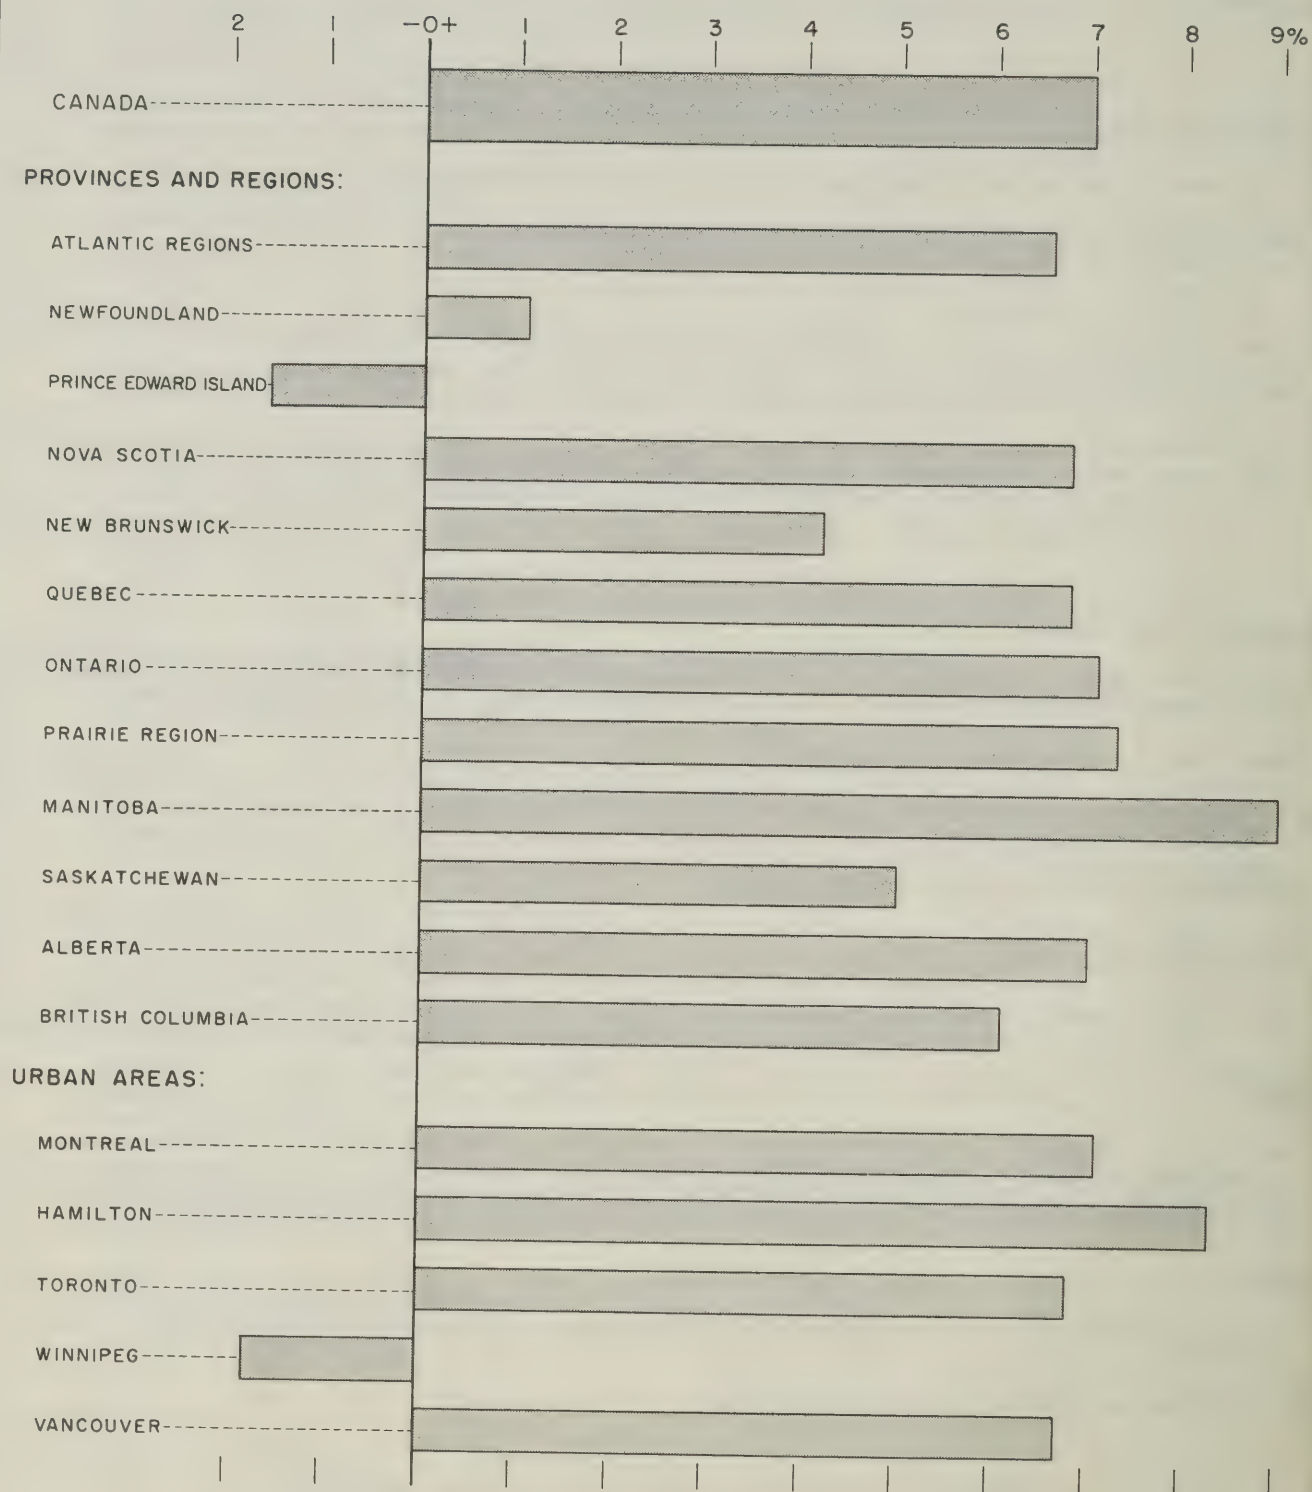 2 1 -0+ 1 2 3 4 5 6 7 8 9%
CANADA
PROVINCES AND REGIONS:
ATLANTIC REGIONS
NEWFOUNDLAND
PRINCE EDWARD ISLAND
NOVA SCOTIA
NEW BRUNSWICK
QUEBEC
ONTARIO
PRAIRIE REGION
MANITOBA
SASKATCHEWAN
ALBERTA
BRITISH COLUMBIA
URBAN AREAS:
MONTREAL
HAMILTON
TORONTO
WINNIPEG
VANCOUVER